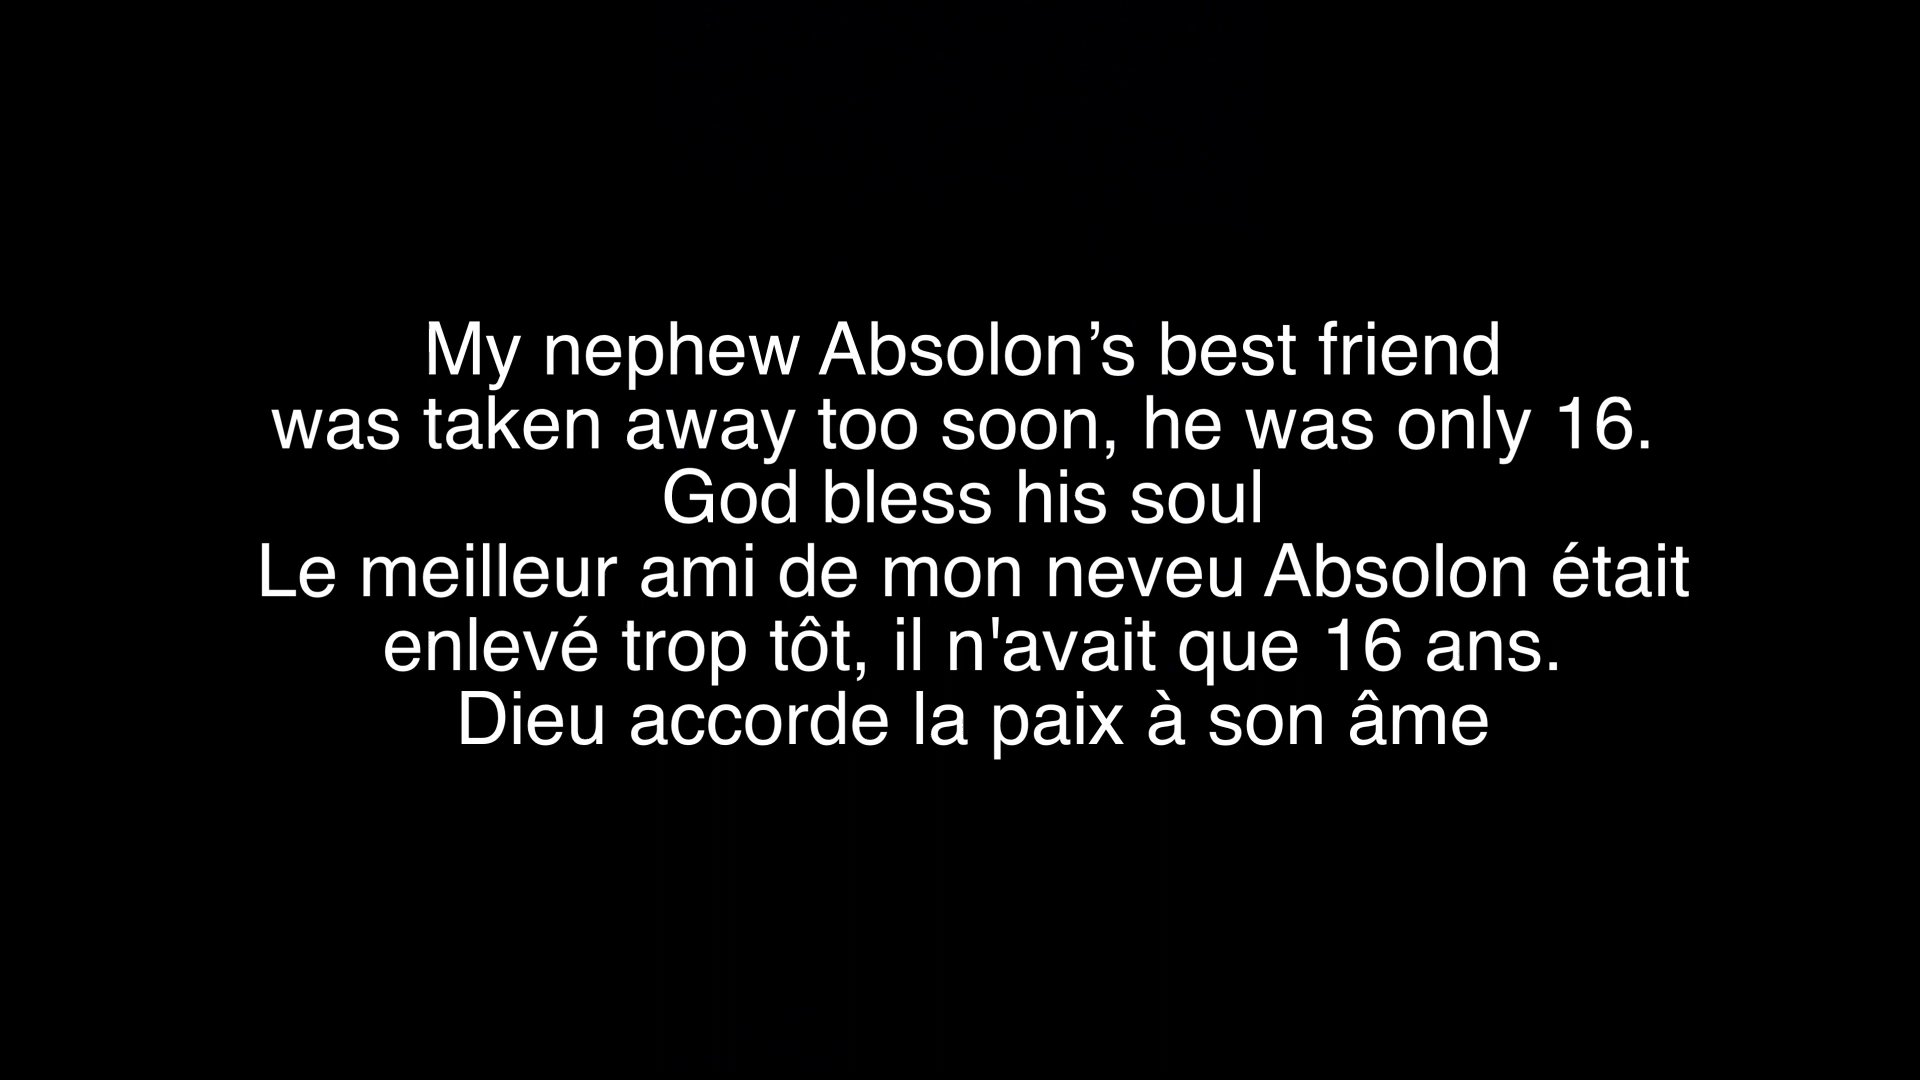 My nephew Absolon’s best friend
was taken away too soon, he was only 16.
God bless his soul
Le meilleur ami de mon neveu Absolon était
enlevé trop tôt, il n'avait que 16 ans.
Dieu accorde la paix à son âme